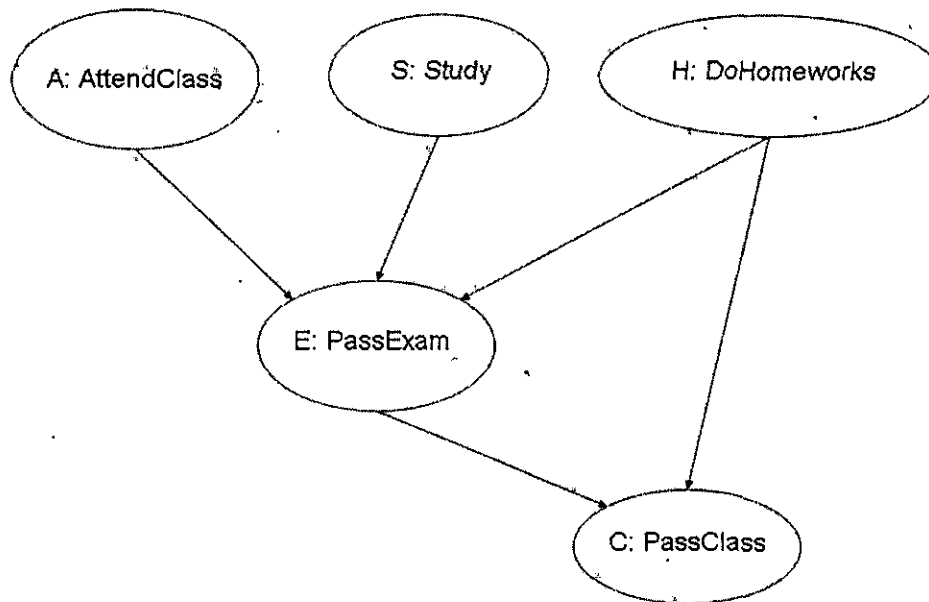 A: AttendClass
S: Study
H: DoHomeworks
E: PassExam
C: PassClass